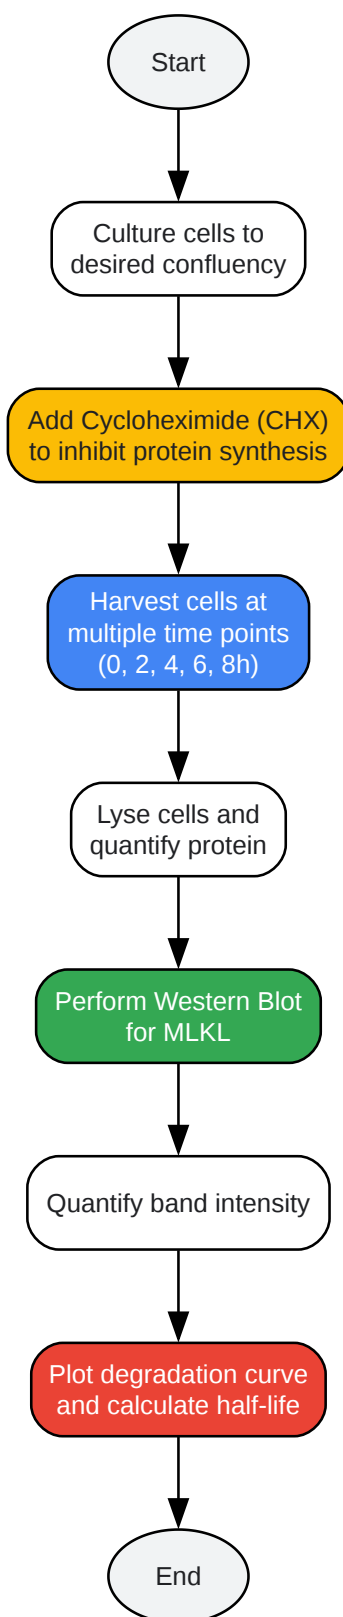 Start
Culture cells to
desired confluency
Add Cycloheximide (CHX)
to inhibit protein synthesis
Harvest cells at
multiple time points
(0, 2, 4, 6, 8h)
Lyse cells and
quantify protein
Perform Western Blot
for MLKL
Quantify band intensity
Plot degradation curve
and calculate half-life
End